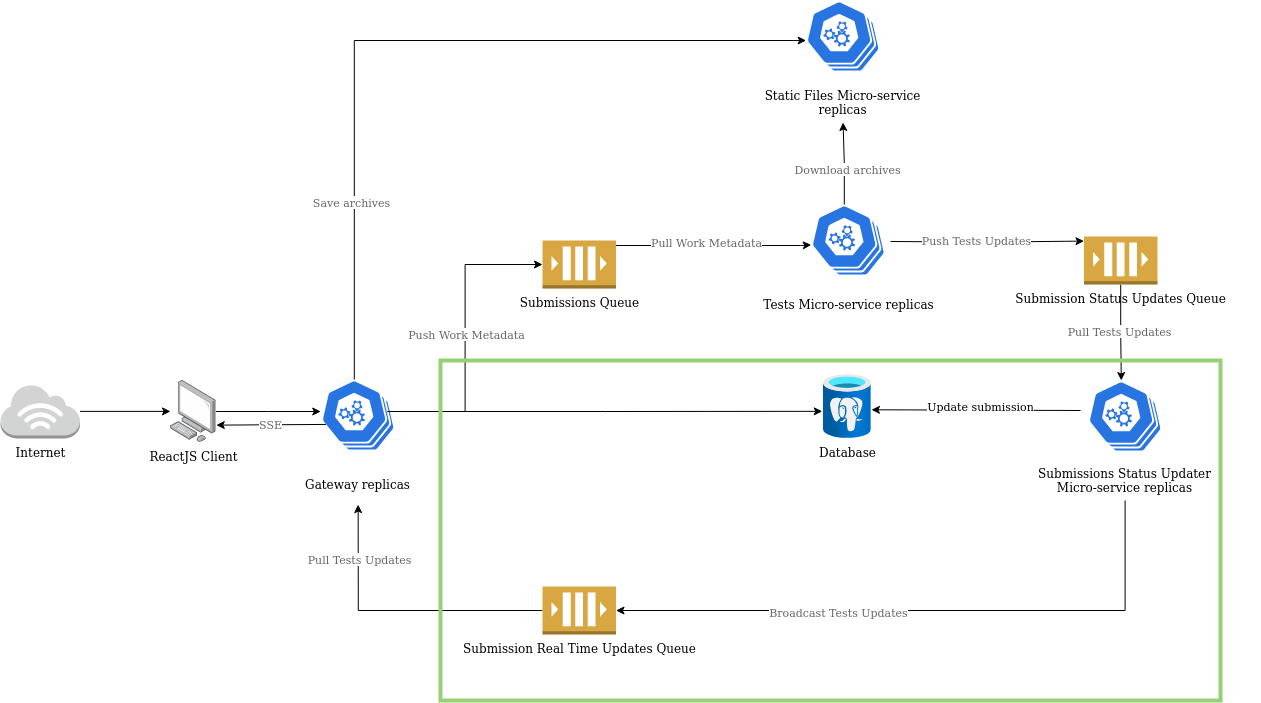 Static Files Micro-service
replicas
Download archives
Save archives
Pull Work Metadata
Push Tests Updates
Submissions Queue
Tests Micro-service replicas
Submission Status Updates Queue
Push Work Metadata
Pull Tests Updates
Update submission
SSE
Internet
ReactJS Client
Database
Gateway replicas
Submissions Status Updater
Micro-service replicas
Pull Tests Updates
Broadcast Tests Updates
Submission Real Time Updates Queue